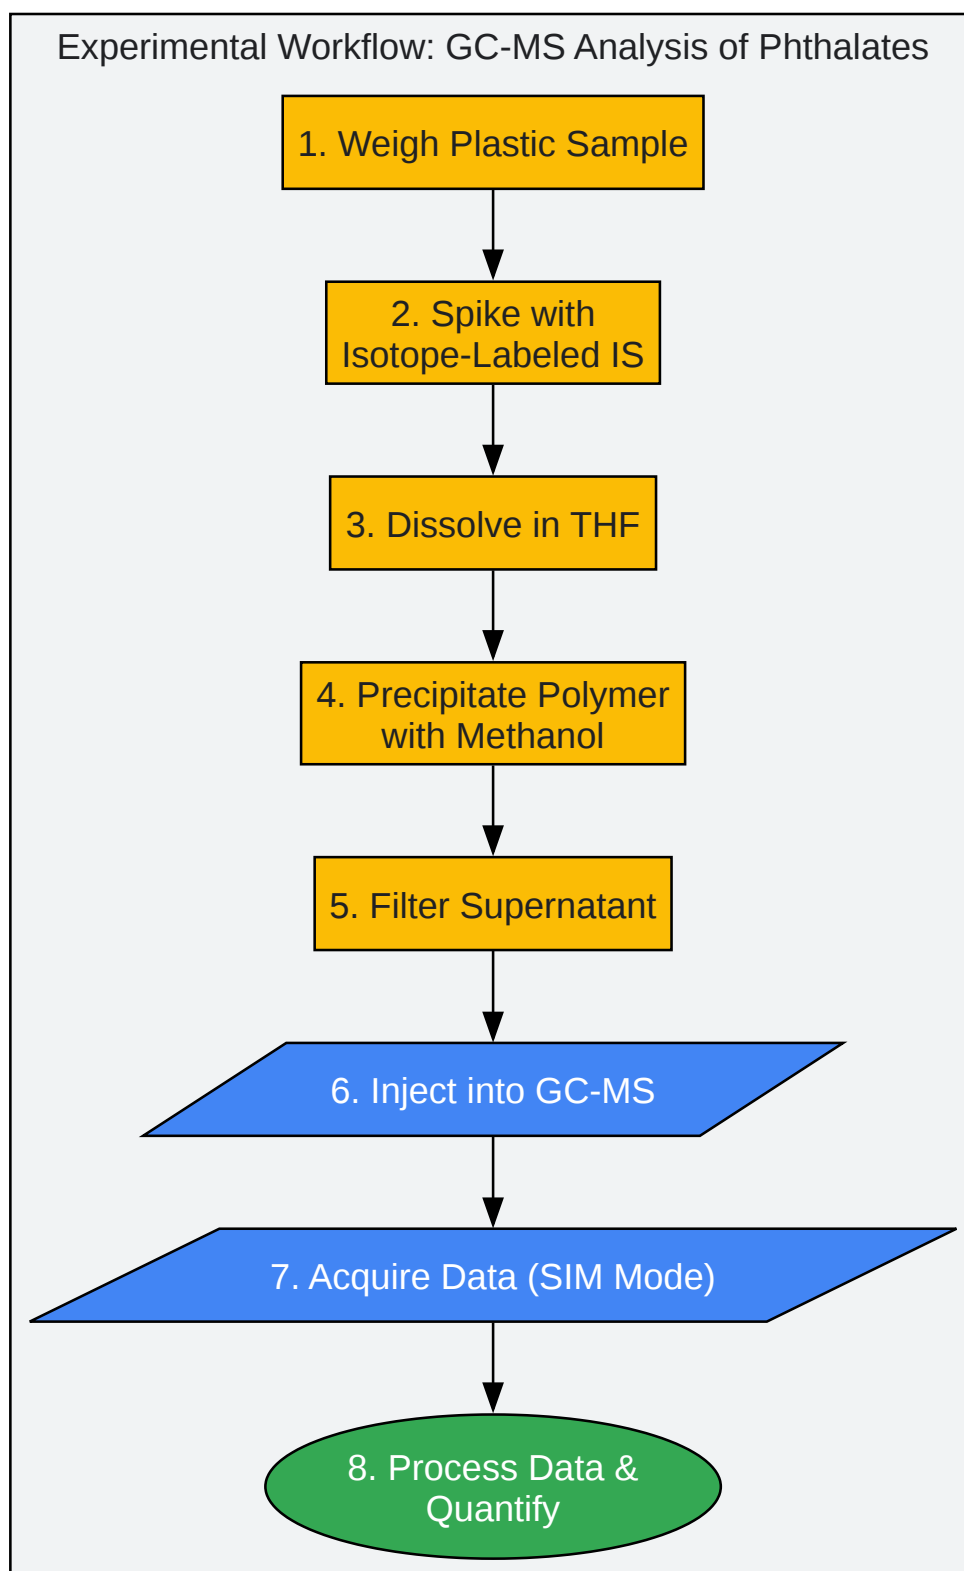 Experimental Workflow: GC-MS Analysis of Phthalates
1. Weigh Plastic Sample
2. Spike with
Isotope-Labeled IS
3. Dissolve in THF
4. Precipitate Polymer
with Methanol
5. Filter Supernatant
6. Inject into GC-MS
7. Acquire Data (SIM Mode)
8. Process Data &
Quantify